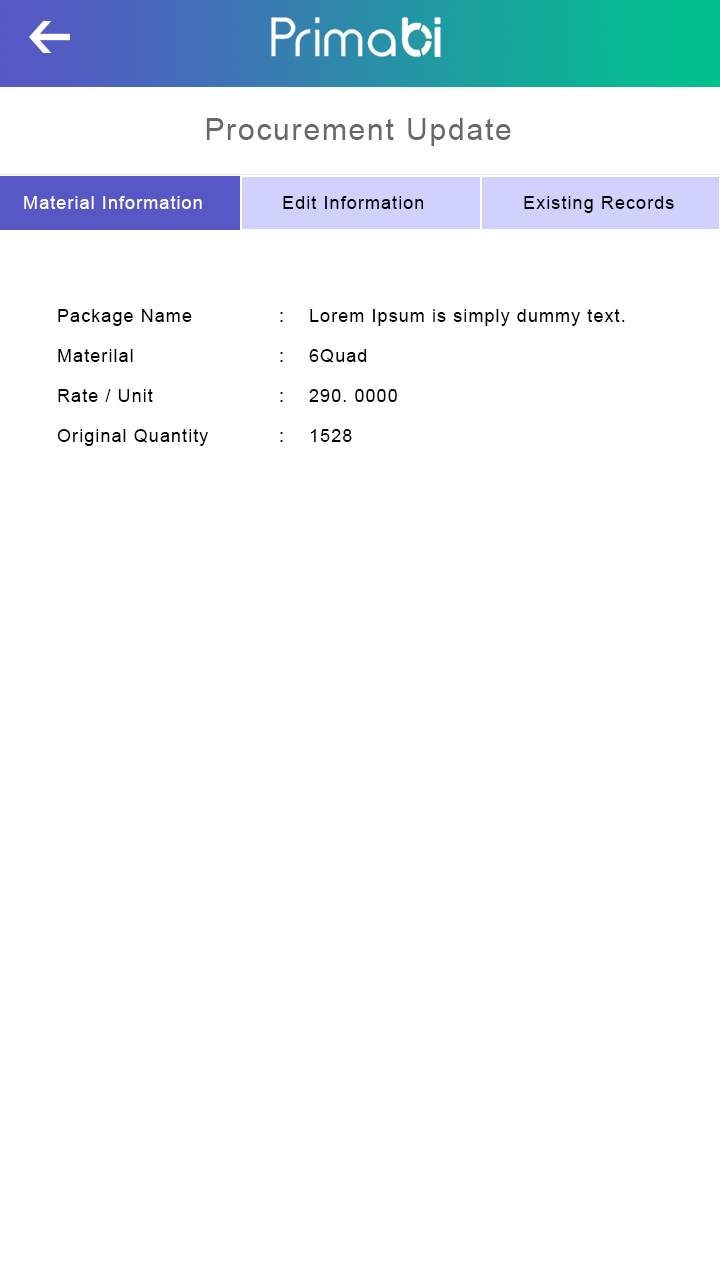 Primabi
Procurement Update
Material Information Edit Information Existing Records
Package Name : Lorem Ipsum is simply dummy text.
Materilal : 6Quad
Rate / Unit : 290. 0000
Original Quantity : 1528